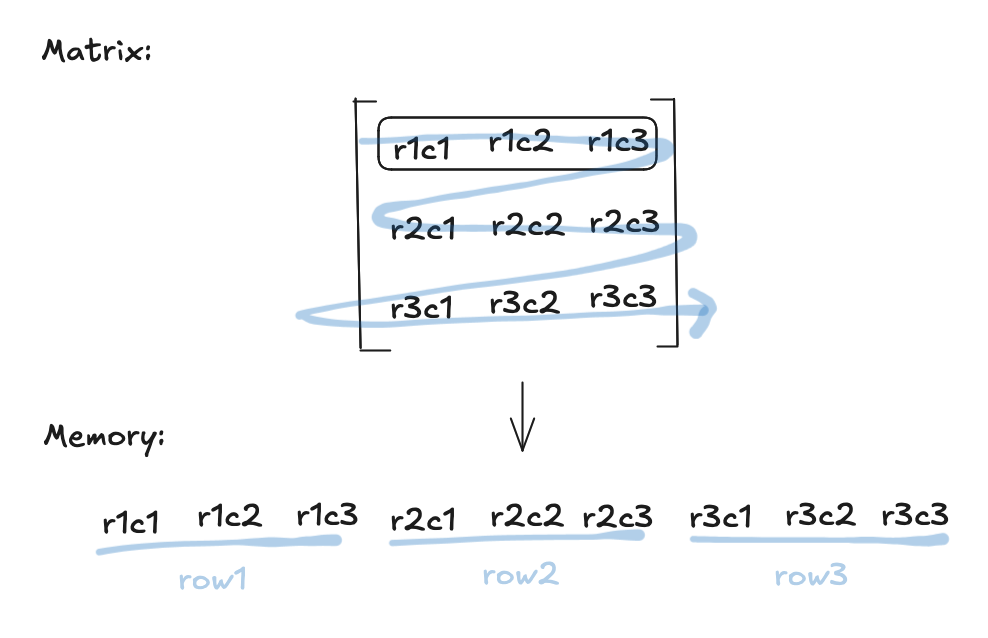 Matrix:
r1c1 r1c2 r1c3
r2c1 r2c2 r2c3
r3c1 r3c2 r3c3
Memory:
r1c1 r1c2 r1c3 r2c1 r2c2 r2c3 r3c1 r3c2 r3c3
row1 row2 row3